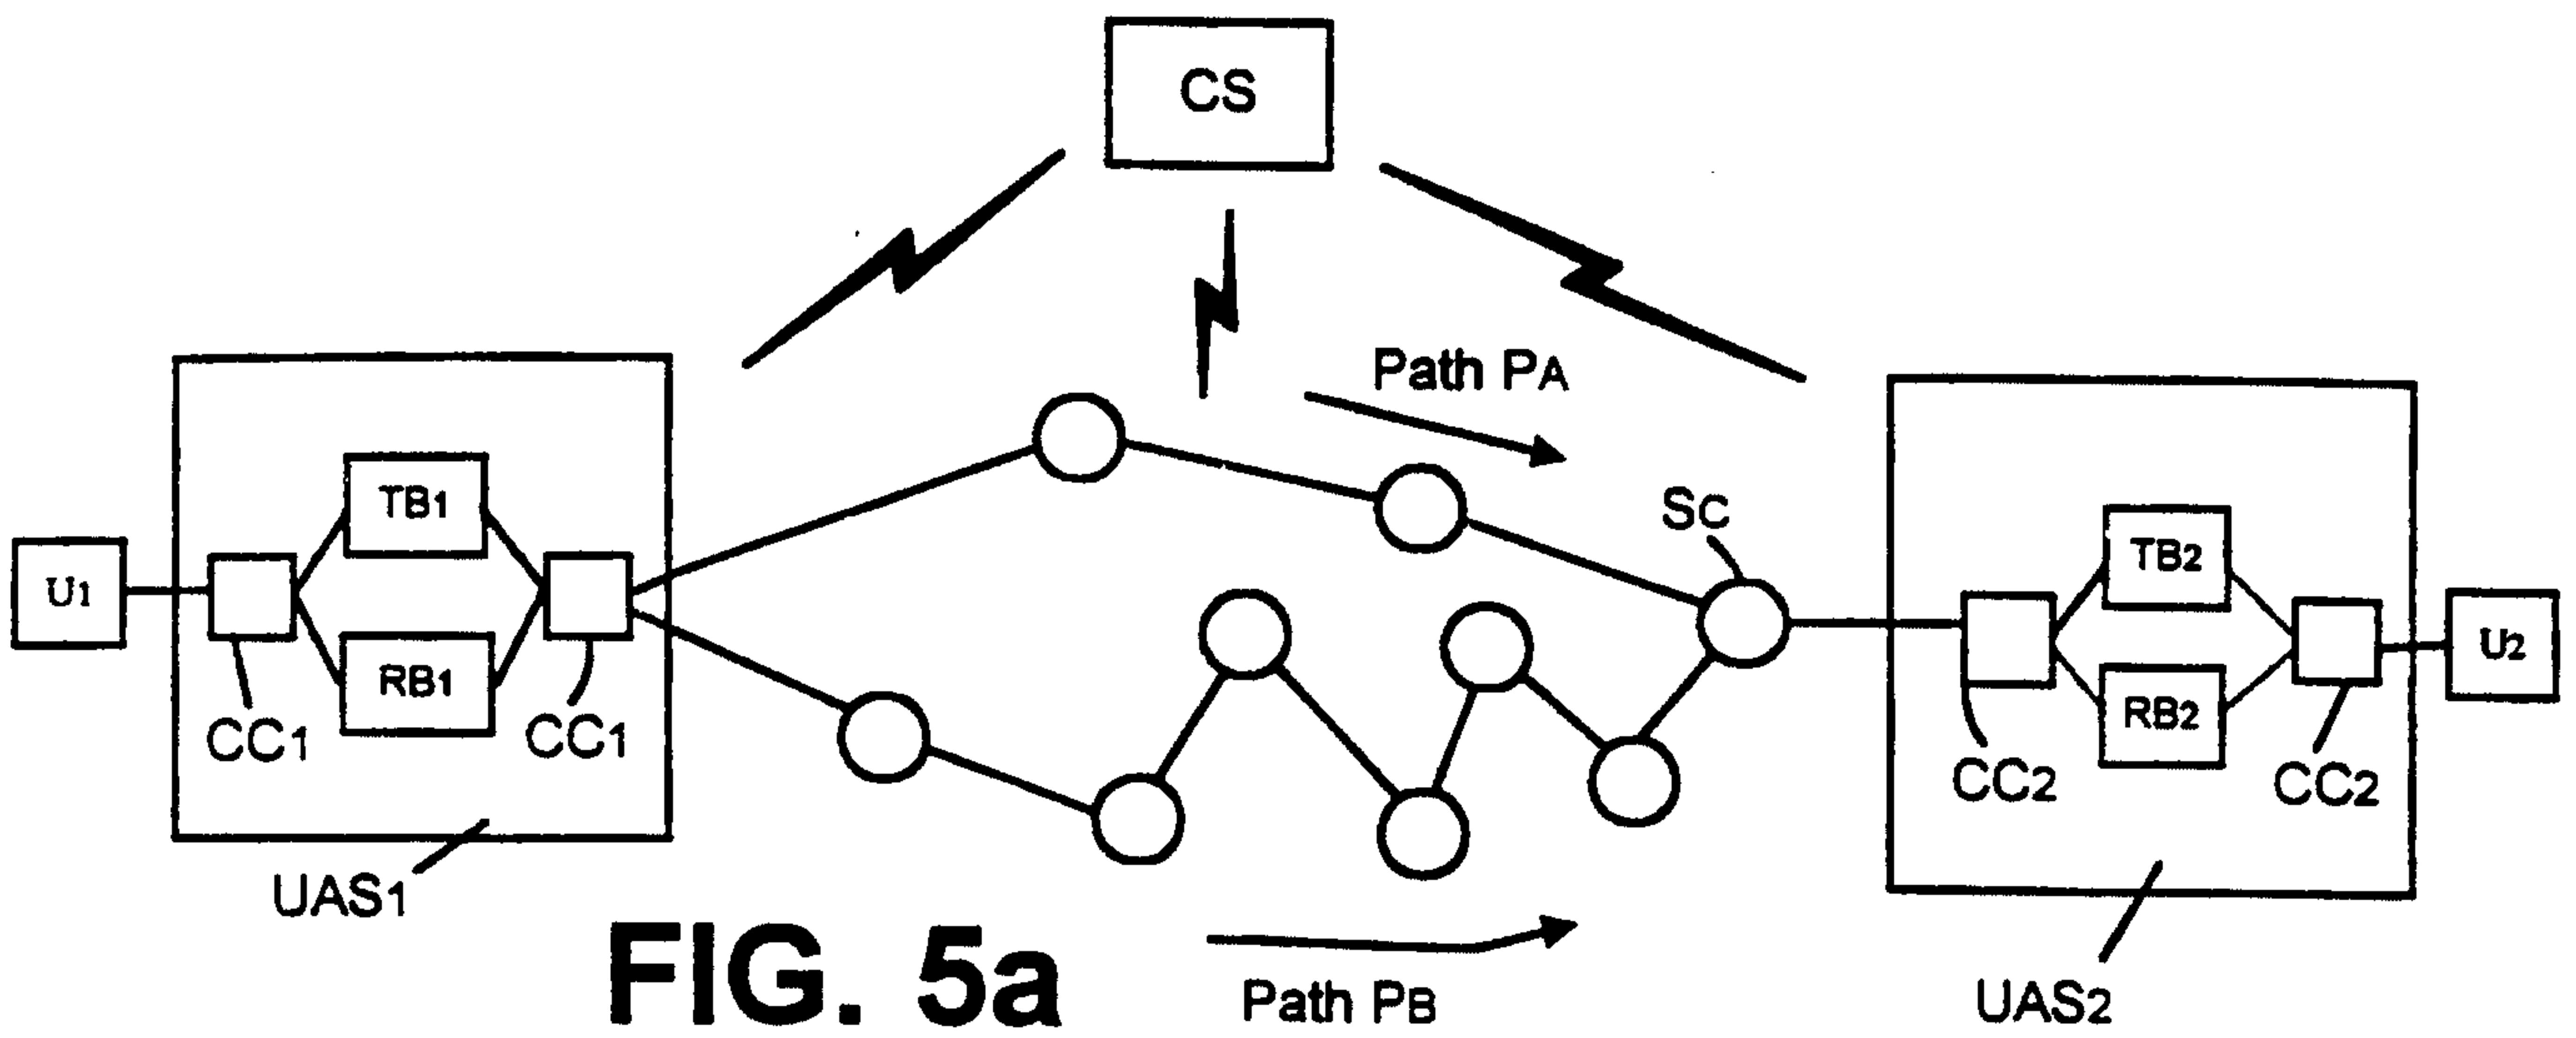 CS
Path PA
SC
TB1
TB2
U1
U2
RB1
RB2
CC1
CC1
CC2
CC2
UAS1
FIG. 5a
Path PB
UAS2